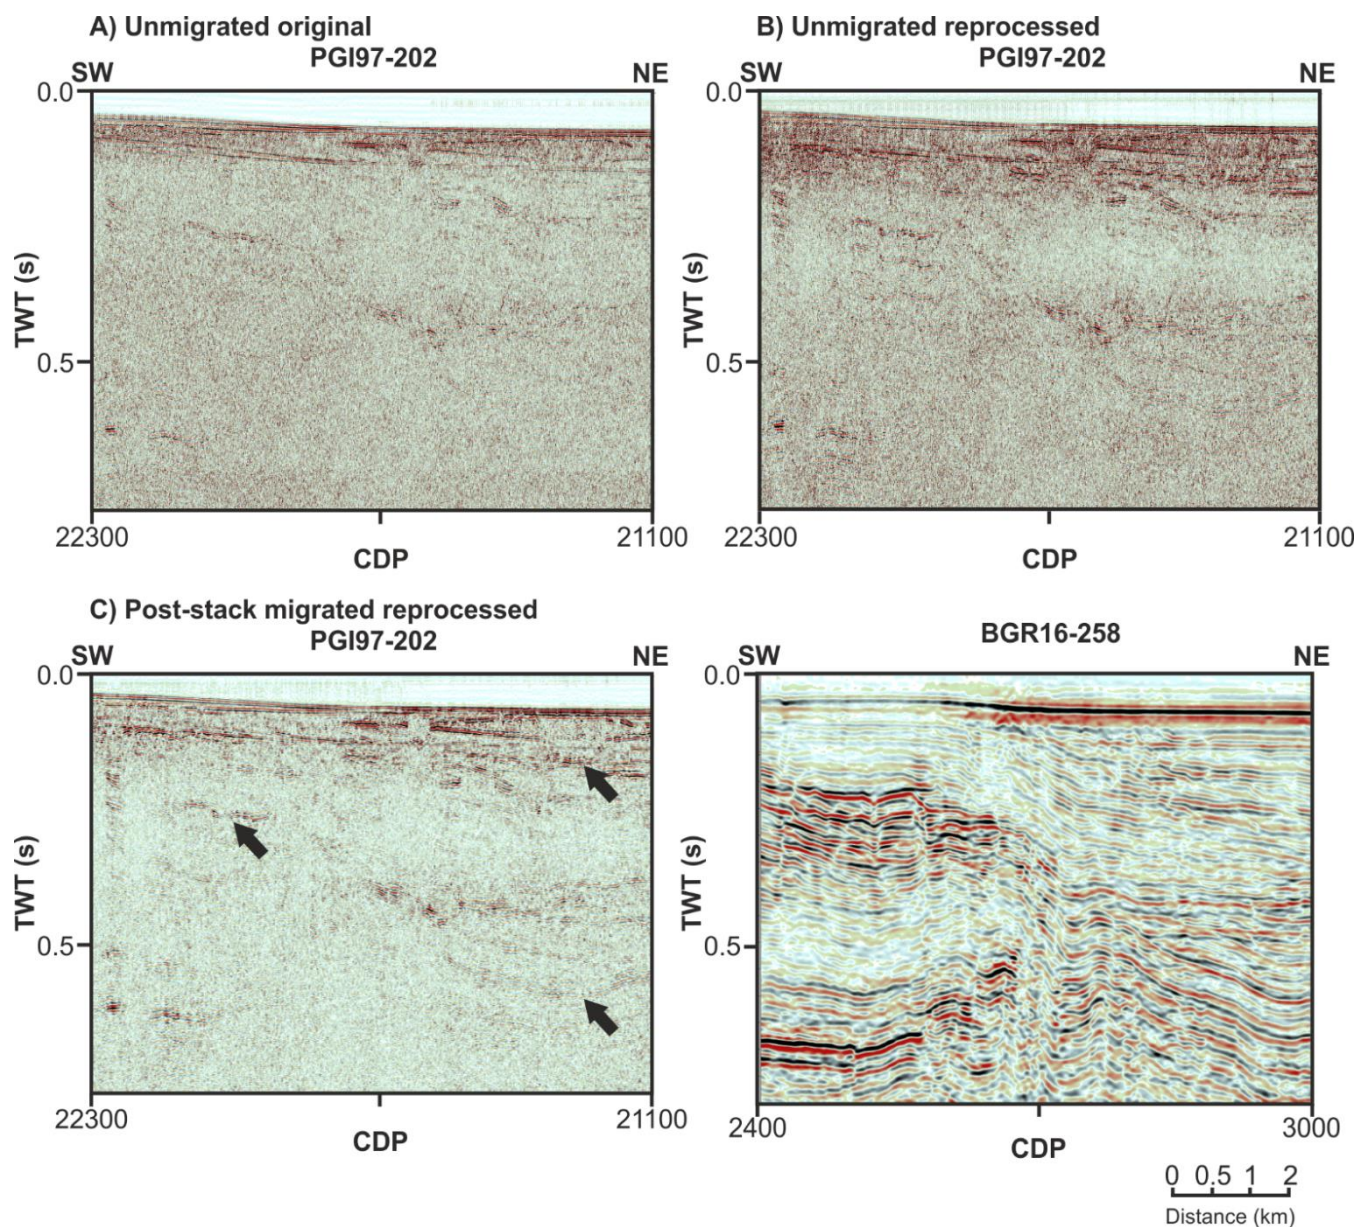 A) Unmigrated original
PGI97-202
SW
NE
0.0
0.5
TWT (s)
22300
21100
CDP
B) Unmigrated reprocessed
PGI97-202
SW
NE
0.0
0.5
TWT (s)
22300
21100
CDP
C) Post-stack migrated reprocessed
PGI97-202
SW
NE
0.0
0.5
TWT (s)
22300
21100
CDP
BGR16-258
SW
NE
0.0
0.5
TWT (s)
2400
3000
CDP
0 0.5 1 2
Distance (km)